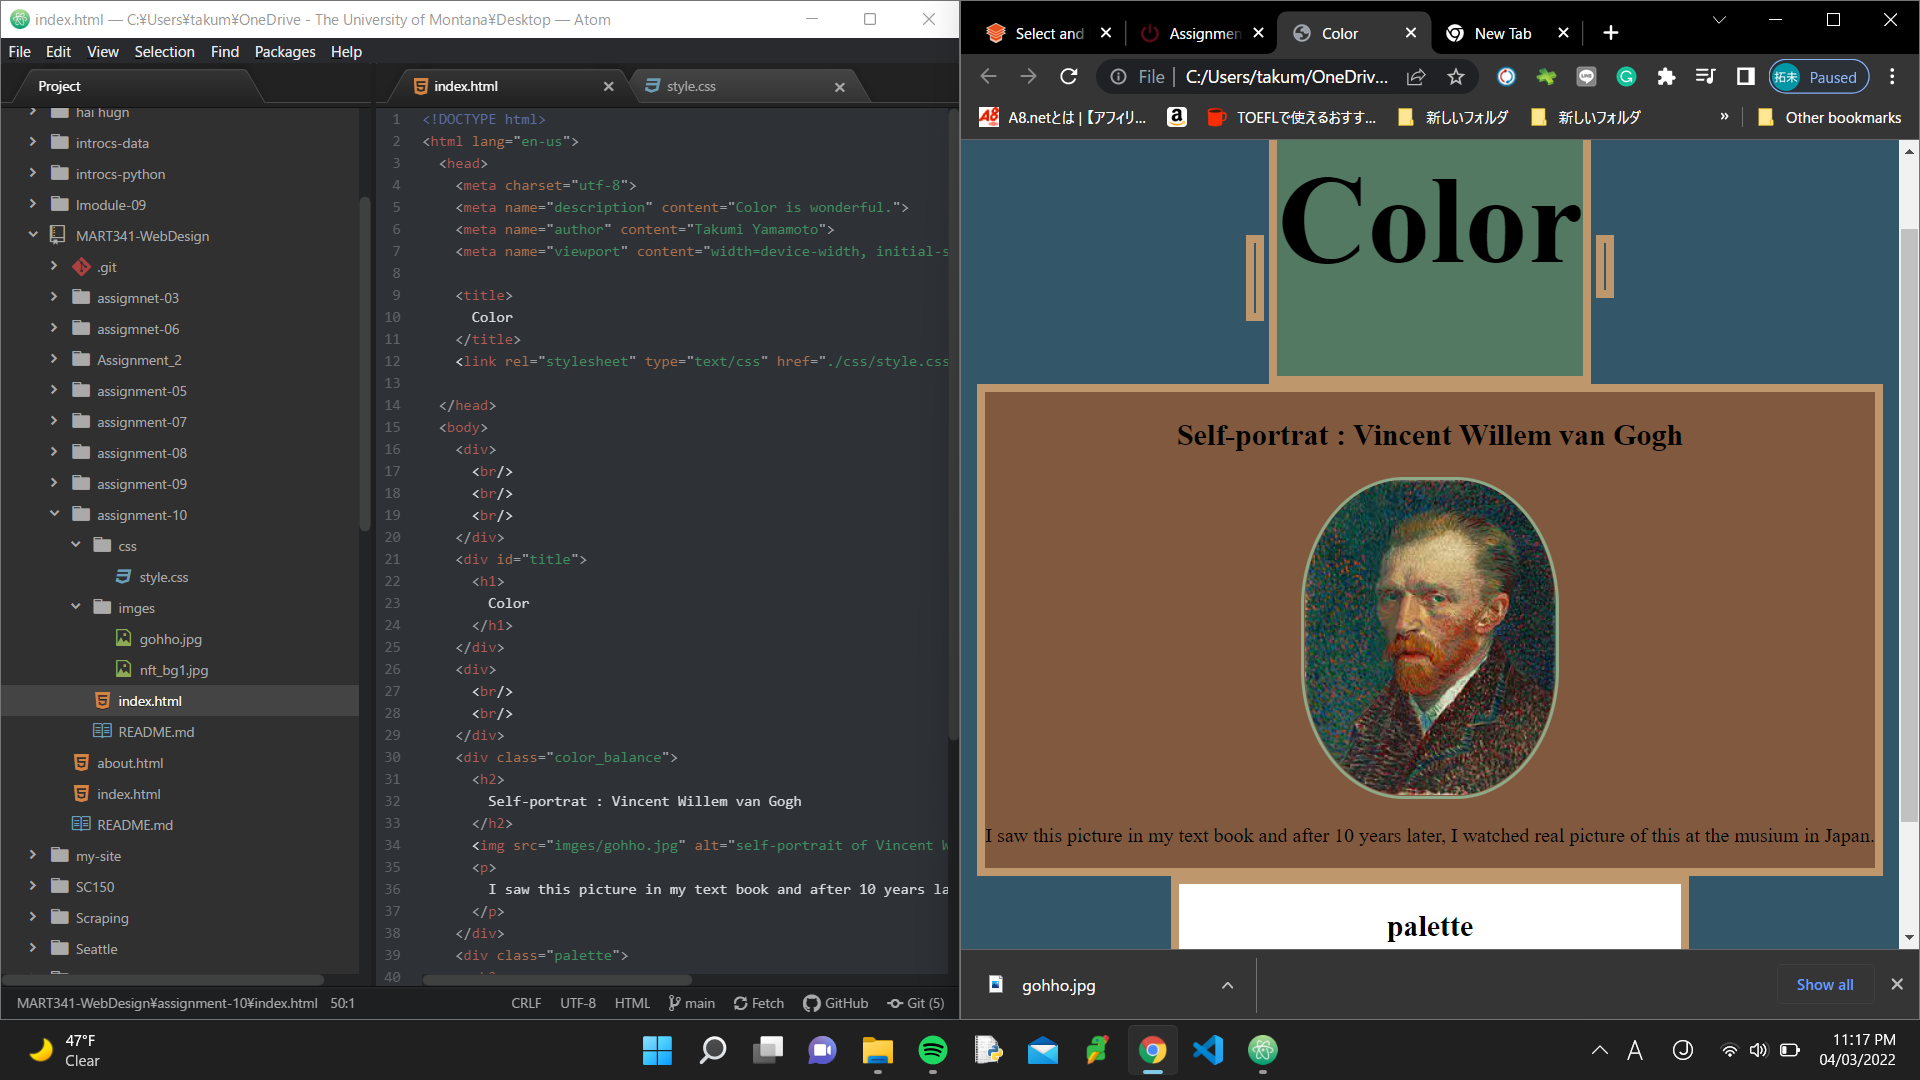 index.html — C:¥Users¥takum¥OneDrive - The University of Montana¥Desktop — Atom
File Edit View Selection Find Packages Help
Project
hai hugn
introcs-data
introcs-python
lmodule-09
MART341-WebDesign
.git
assigmnet-03
assigmnet-06
Assignment_2
assignment-05
assignment-07
assignment-08
assignment-09
assignment-10
css
style.css
imges
gohho.jpg
nft_bg1.jpg
index.html
README.md
about.html
index.html
README.md
my-site
SC150
Scraping
Seattle
index.html
style.css
1 <!DOCTYPE html>
2 <html lang="en-us">
3 <head>
4 <meta charset="utf-8">
5 <meta name="description" content="Color is wonderful.">
6 <meta name="author" content="Takumi Yamamoto">
7 <meta name="viewport" content="width=device-width, initial-s
8
9 <title>
10 Color
11 </title>
12 <link rel="stylesheet" type="text/css" href="./css/style.css
13
14 </head>
15 <body>
16 <div>
17 <br/>
18 <br/>
19 <br/>
20 </div>
21 <div id="title">
22 <h1>
23 Color
24 </h1>
25 </div>
26 <div>
27 <br/>
28 <br/>
29 </div>
30 <div class="color_balance">
31 <h2>
32 Self-portrat : Vincent Willem van Gogh
33 </h2>
34 <img src="imges/gohho.jpg" alt="self-portrait of Vincent W
35 <p>
36 I saw this picture in my text book and after 10 years la
37 </p>
38 </div>
39 <div class="palette">
40
MART341-WebDesign¥assignment-10¥index.html 50:1
CRLF UTF-8 HTML main Fetch GitHub Git (5)
Select and
Assignmen
Color
New Tab
File C:/Users/takum/OneDriv...
拓未 Paused
A8.netとは | 【アフィリ...
TOEFLで使えるおすす...
新しいフォルダ
新しいフォルダ
»
Other bookmarks
Color
Self-portrat : Vincent Willem van Gogh
I saw this picture in my text book and after 10 years later, I watched real picture of this at the musium in Japan.
palette
gohho.jpg
Show all
47°F
Clear
A
11:17 PM
04/03/2022